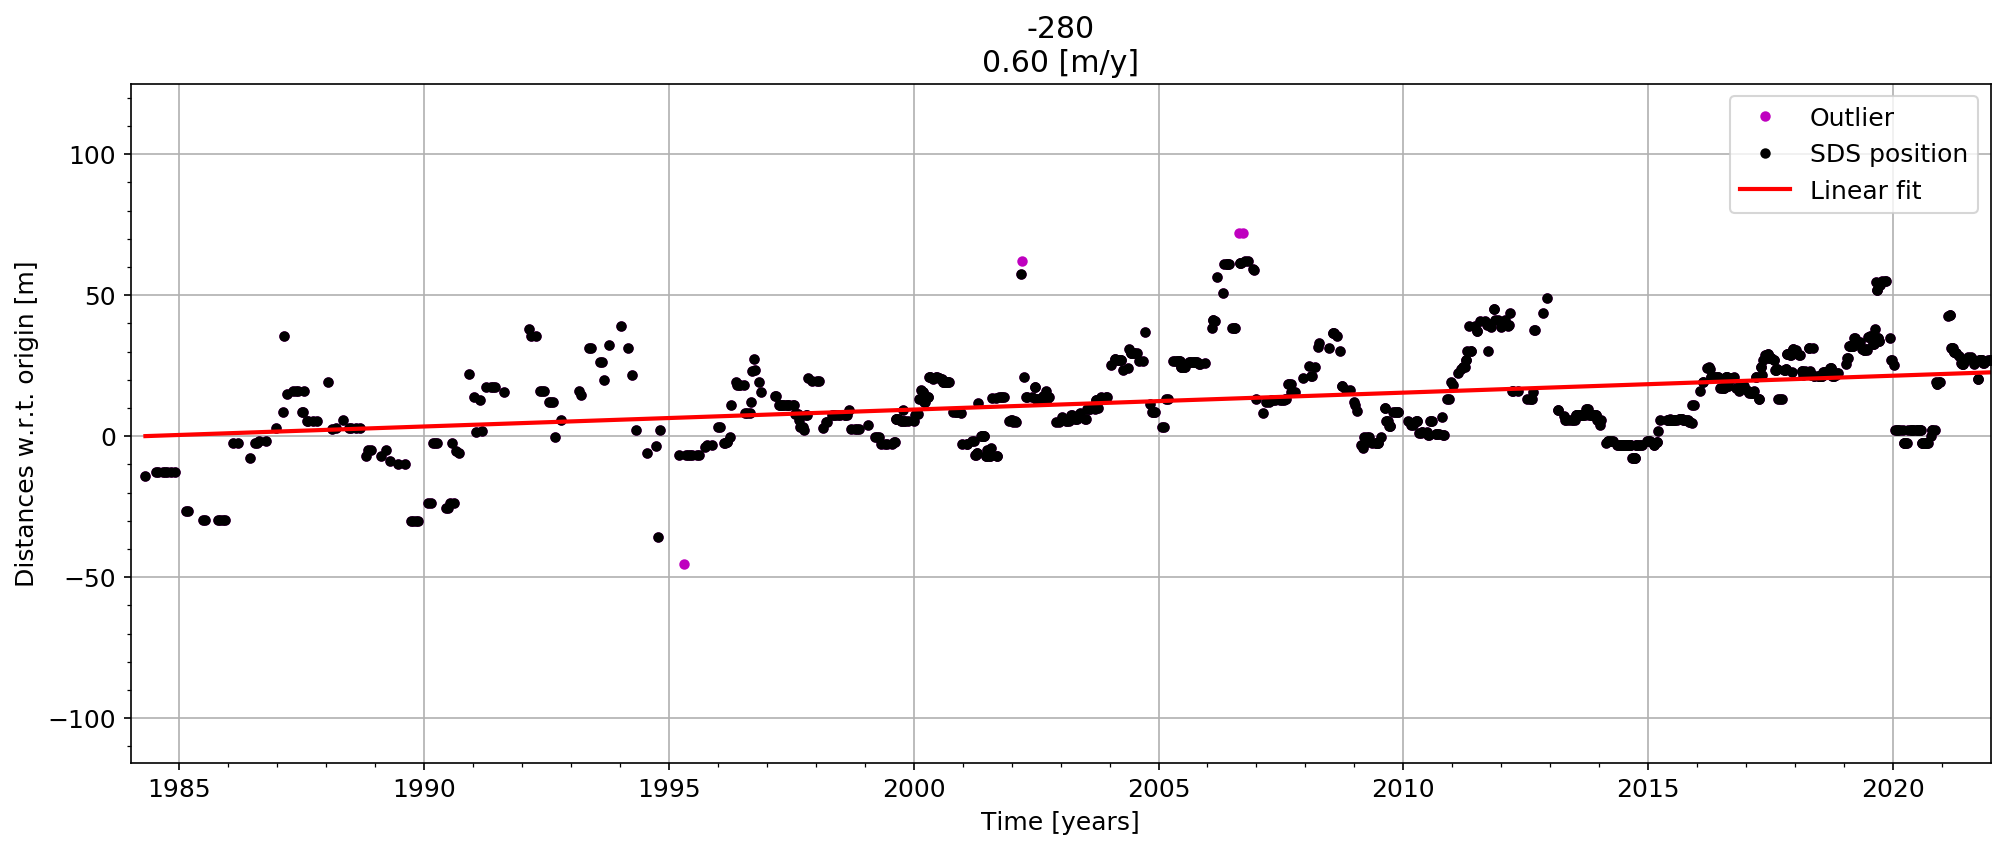 -280
0.60 [m/y]
Outlier
SDS position
Linear fit
Distances w.r.t. origin [m]
100
50
0
−50
−100
1985 1990 1995 2000 2005 2010 2015 2020
Time [years]